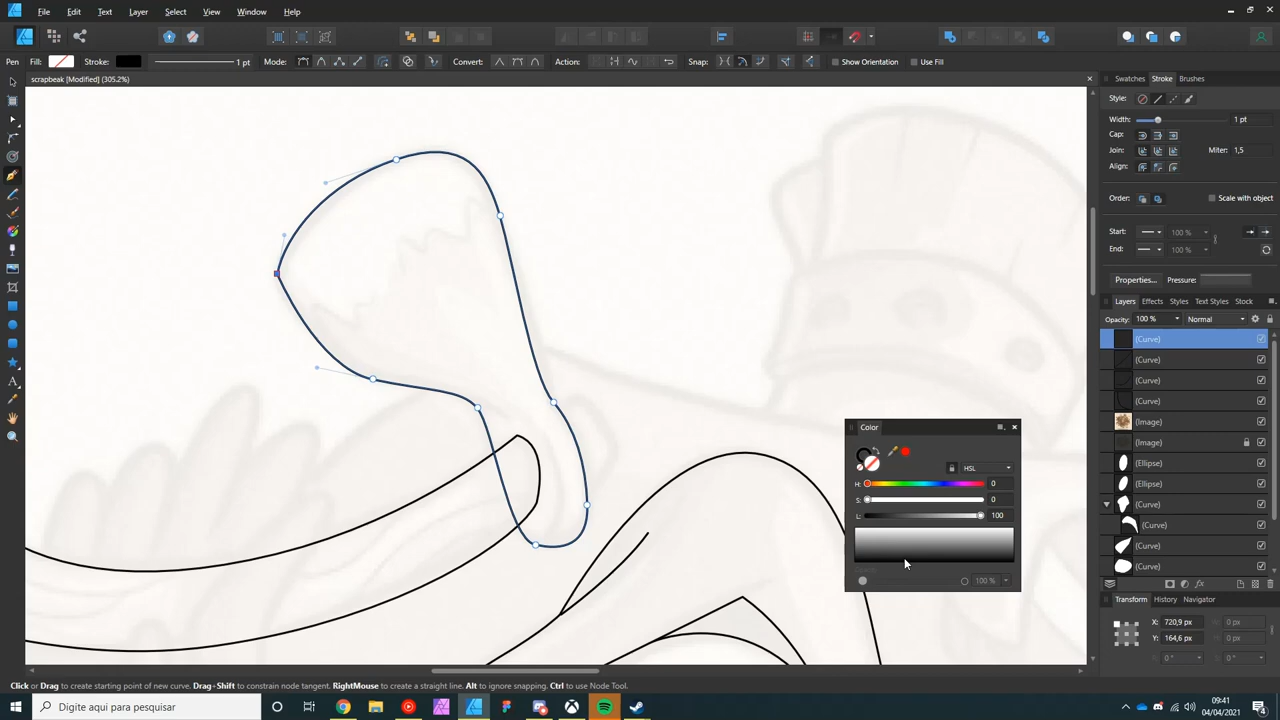 File Edit Text Layer Select View Window Help
Pen Fill: Stroke: 1 pt Mode: Convert: Action: Snap: Show Orientation Use Fill
scrapbeak [Modified] (305.2%)
Swatches Stroke Brushes
Style:
Width: 1 pt
Cap:
Join: Miter: 1,5
Align:
Order: Scale with object
Start: 100 %
End: 100 %
Properties... Pressure:
Layers Effects Styles Text Styles Stock
Opacity: 100 % Normal
(Curve)
(Curve)
(Curve)
(Curve)
(Image)
(Image)
(Ellipse)
(Ellipse)
(Curve)
(Curve)
(Curve)
(Curve)
Color
HSL
H: 0
S: 0
L: 100
Opacity
100 %
Transform History Navigator
X: 720,9 px W: 0 px
Y: 164,6 px H: 0 px
0 ° S: 0 °
Click or Drag to create starting point of new curve. Drag+Shift to constrain node tangent. RightMouse to create a straight line. Alt to ignore snapping. Ctrl to use Node Tool.
Digite aqui para pesquisar
09:41
04/04/2021